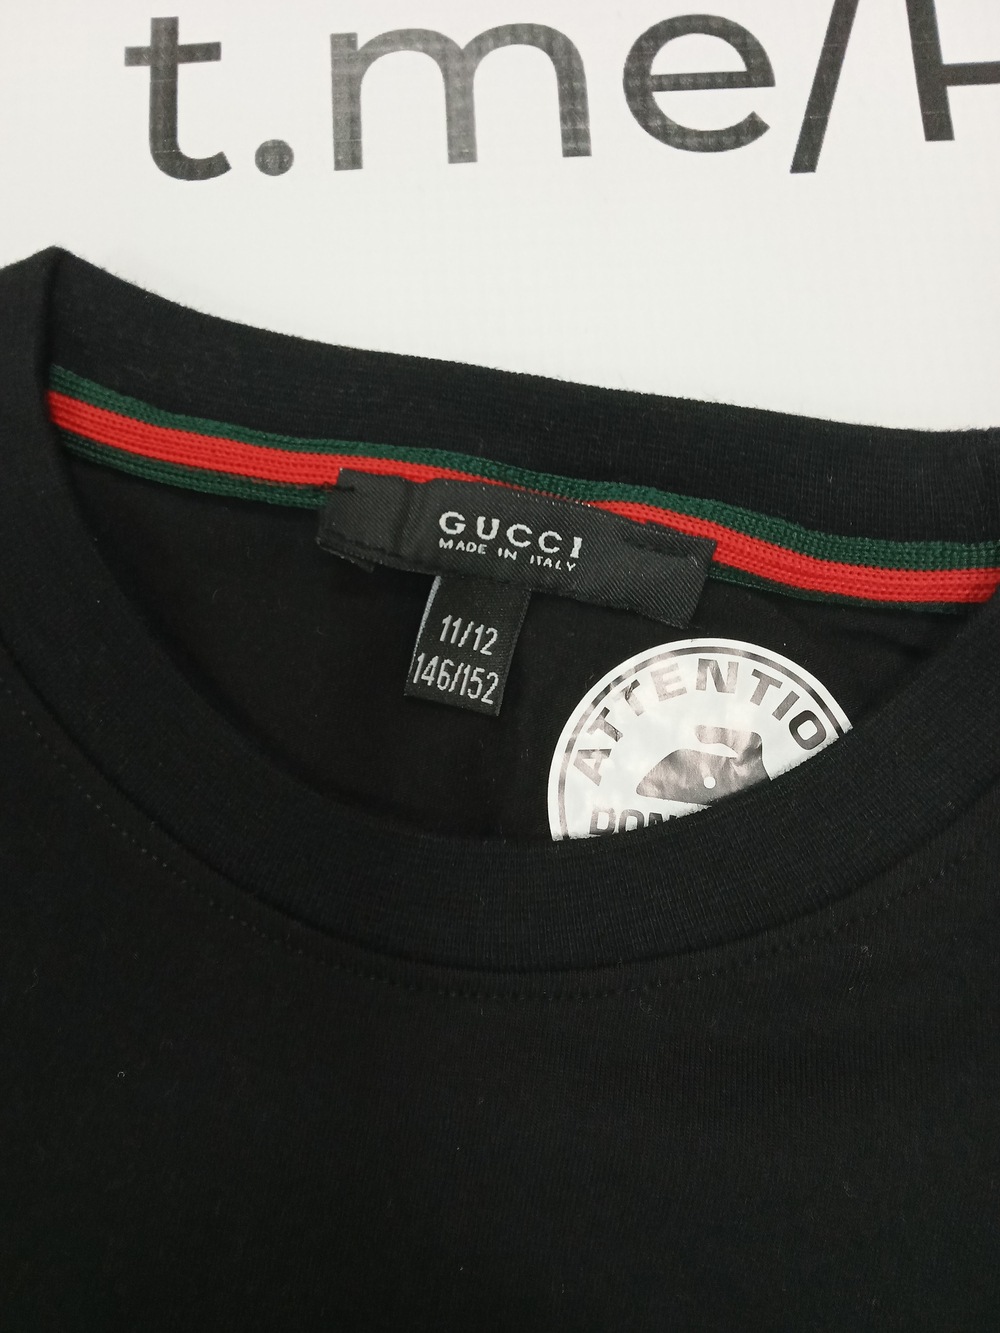 t.me/
GUCCI
MADE IN ITALY
11/12
146/152
ATTENTIO